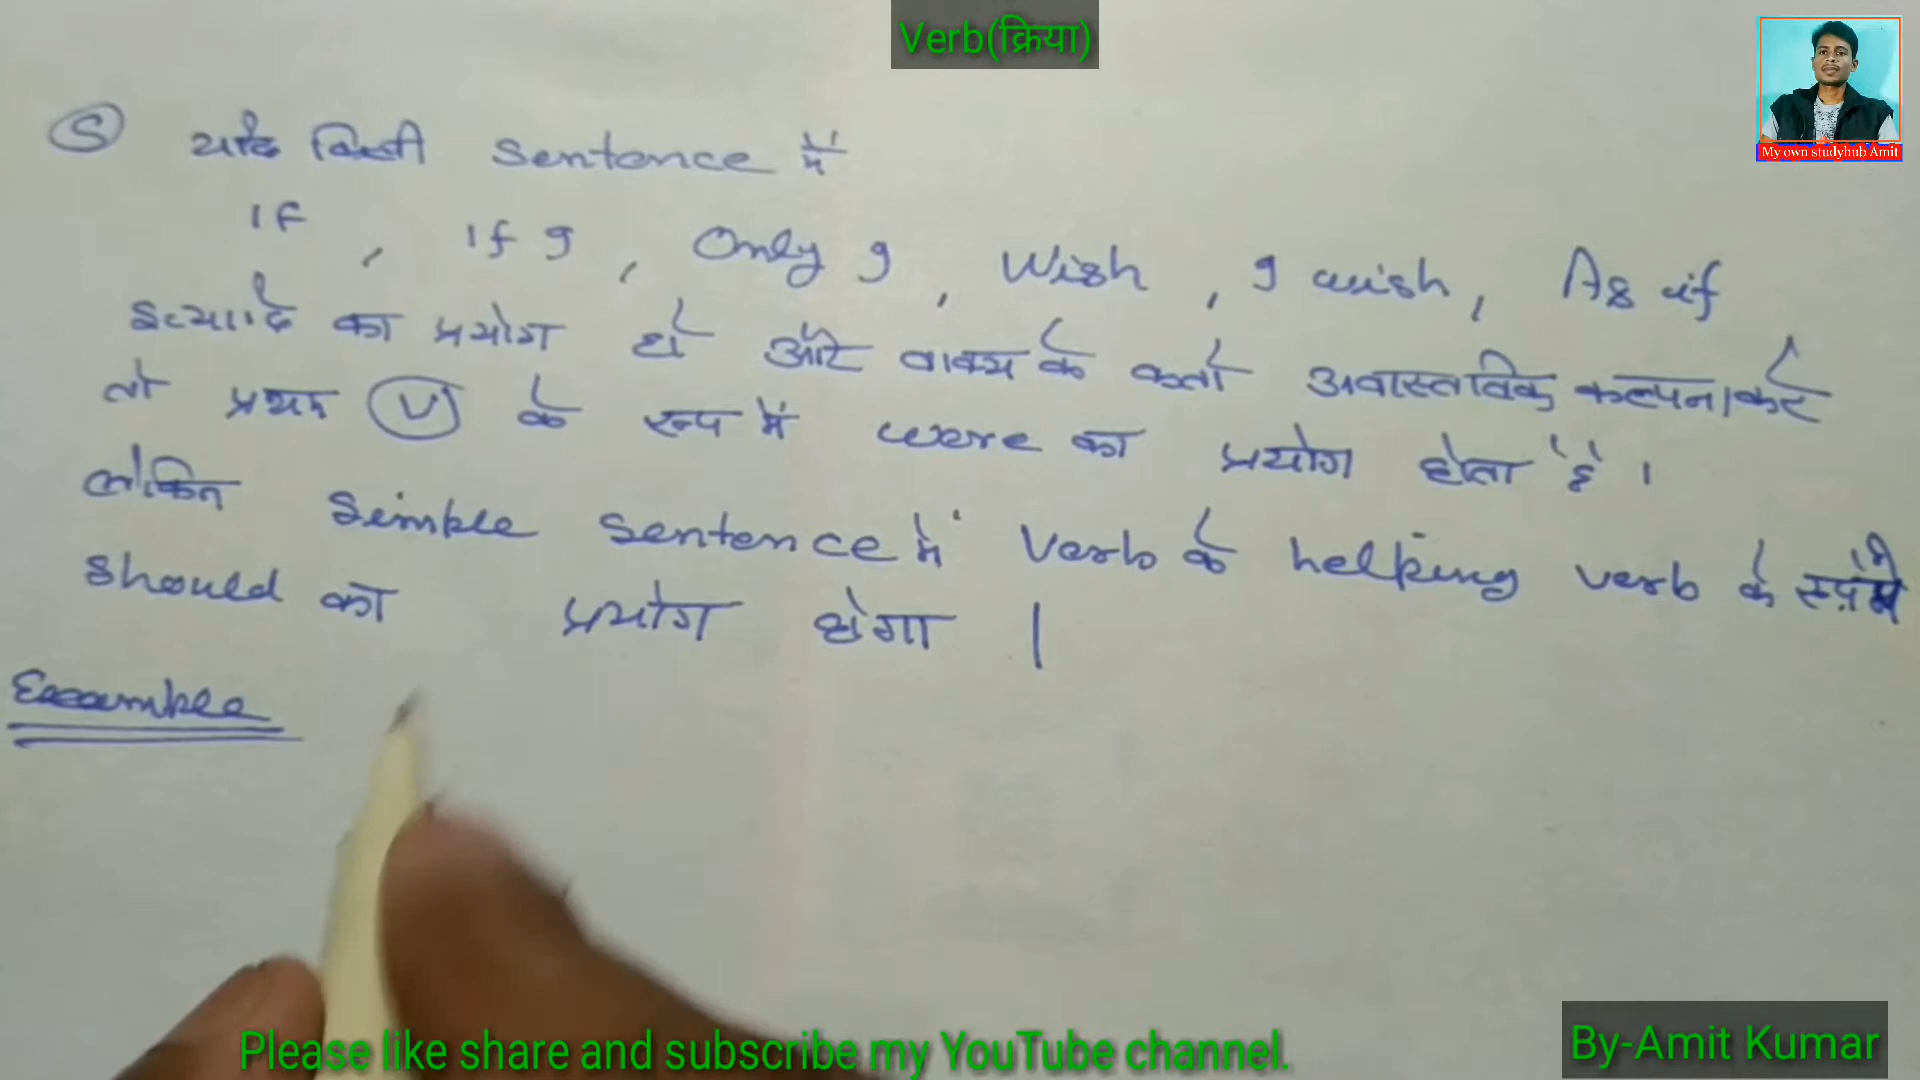 Verb(क्रिया)
My own studyhub Amit
(5) यदि किसी Sentence में
If , If I , Only I , Wish , I wish , As if
इत्यादि का प्रयोग हो और वाक्य के कर्ता अवास्तविक कल्पना करे
तो प्रथम (V) के रूप में were का प्रयोग होता है ।
लेकिन Simple Sentence में Verb के helping verb के रूप में
Should का प्रयोग होगा |
Example
Please like share and subscribe my YouTube channel.
By-Amit Kumar